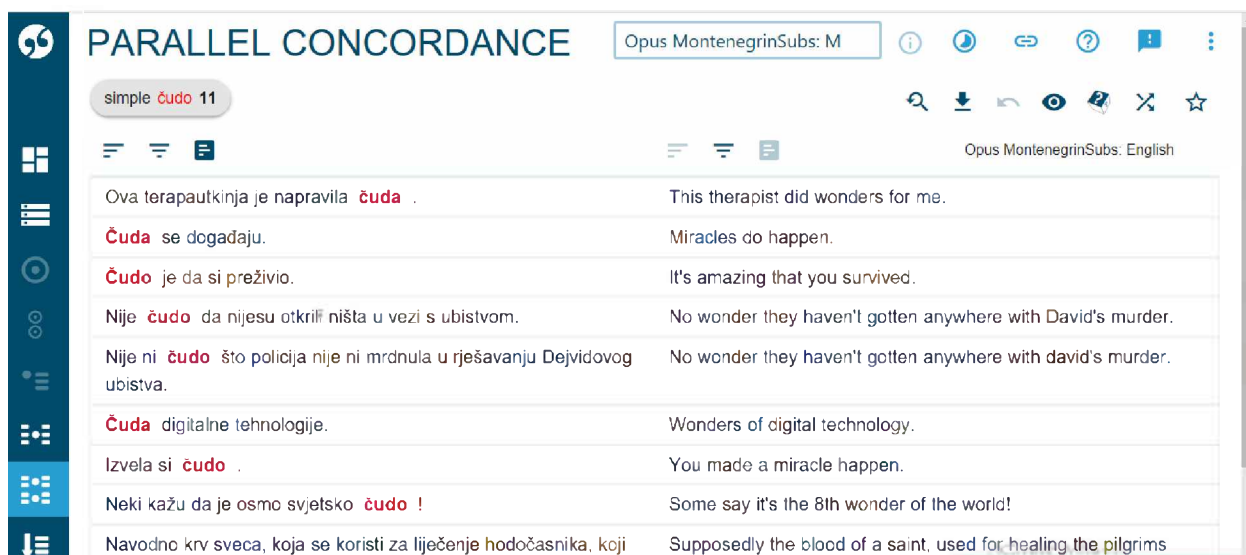 PARALLEL CONCORDANCE
Opus MontenegrinSubs: M
simple čudo 11
Opus MontenegrinSubs: English
Ova terapautkinja je napravila čuda .
This therapist did wonders for me.
Čuda se događaju.
Miracles do happen.
Čudo je da si preživio.
It's amazing that you survived.
Nije čudo da nijesu otkrili ništa u vezi s ubistvom.
No wonder they haven't gotten anywhere with David's murder.
Nije ni čudo što policija nije ni mrdnula u rješavanju Dejvidovog
ubistva.
No wonder they haven't gotten anywhere with david's murder.
Čuda digitalne tehnologije.
Wonders of digital technology.
Izvela si čudo .
You made a miracle happen.
Neki kažu da je osmo svjetsko čudo !
Some say it's the 8th wonder of the world!
Navodno krv sveca, koja se koristi za liječenje hodočasnika, koji
Supposedly the blood of a saint, used for healing the pilgrims